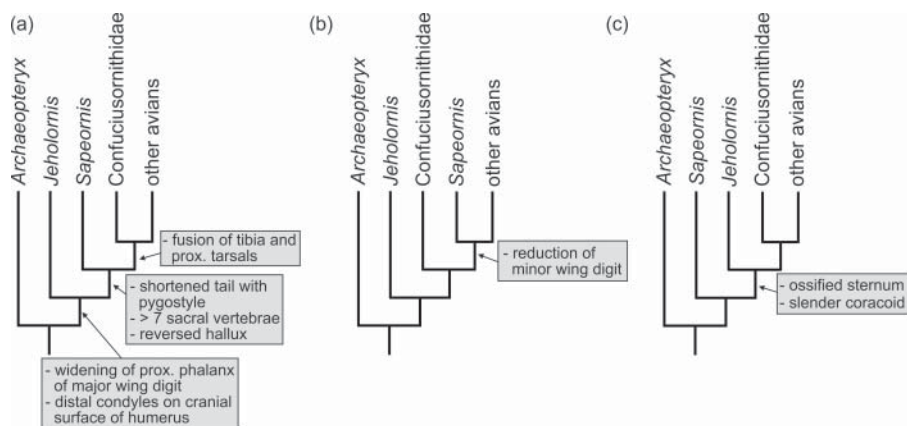 (a)
Archaeopteryx
Jeholornis
Sapeornis
Confuciusornithidae
other avians
- fusion of tibia and
prox. tarsals
- shortened tail with
pygostyle
- > 7 sacral vertebrae
- reversed hallux
- widening of prox. phalanx
of major wing digit
- distal condyles on cranial
surface of humerus
(b)
Archaeopteryx
Jeholornis
Confuciusornithidae
Sapeornis
other avians
- reduction of
minor wing digit
(c)
Archaeopteryx
Sapeornis
Jeholornis
Confuciusornithidae
other avians
- ossified sternum
- slender coracoid